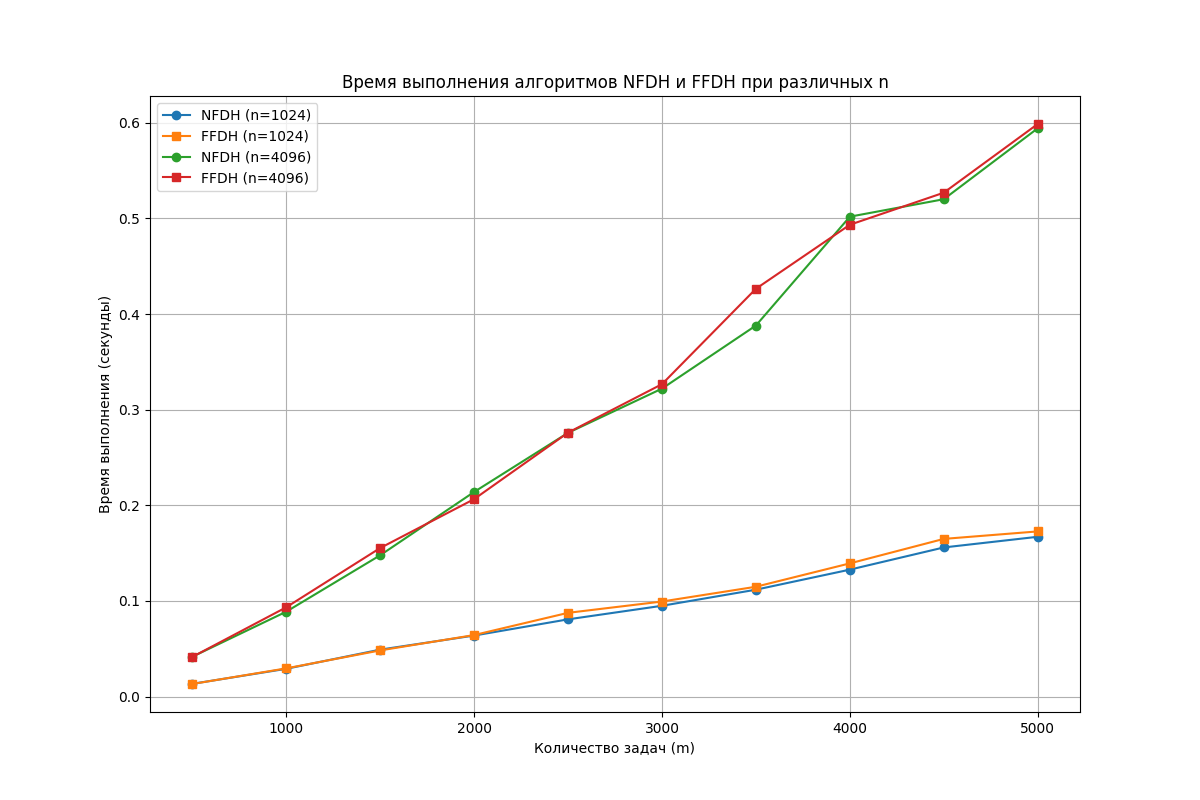 Время выполнения алгоритмов NFDH и FFDH при различных n
NFDH (n=1024)
FFDH (n=1024)
NFDH (n=4096)
FFDH (n=4096)
Время выполнения (секунды)
0.6
0.5
0.4
0.3
0.2
0.1
0.0
1000 2000 3000 4000 5000
Количество задач (m)